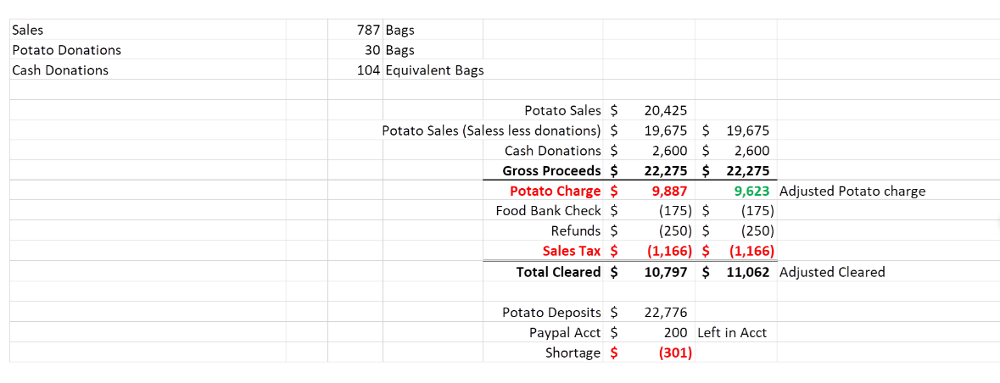 Sales 787 Bags
Potato Donations 30 Bags
Cash Donations 104 Equivalent Bags
Potato Sales $ 20,425
Potato Sales (Saless less donations) $ 19,675 $ 19,675
Cash Donations $ 2,600 $ 2,600
Gross Proceeds $ 22,275 $ 22,275
Potato Charge $ 9,887 9,623 Adjusted Potato charge
Food Bank Check $ (175) $ (175)
Refunds $ (250) $ (250)
Sales Tax $ (1,166) $ (1,166)
Total Cleared $ 10,797 $ 11,062 Adjusted Cleared
Potato Deposits $ 22,776
Paypal Acct $ 200 Left in Acct
Shortage $ (301)